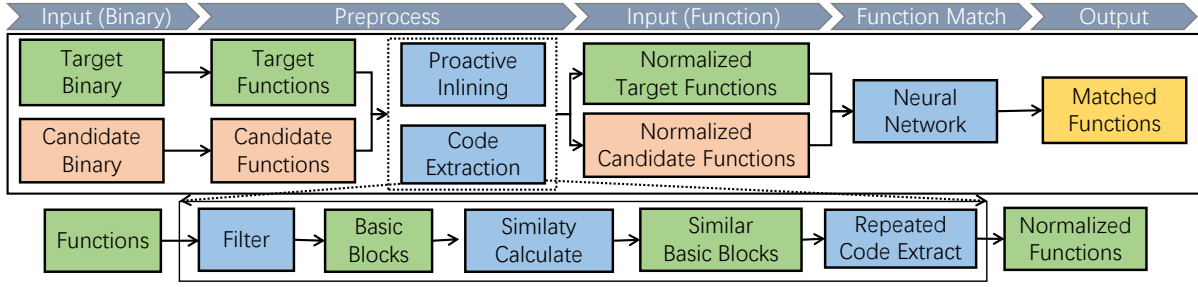 Input (Binary)
Preprocess
Input (Function)
Function Match
Output
Target
Binary
Target
Functions
Proactive
Inlining
Normalized
Target Functions
Neural
Network
Matched
Functions
Candidate
Binary
Candidate
Functions
Code
Extraction
Normalized
Candidate Functions
Functions
Filter
Basic
Blocks
Similaty
Calculate
Similar
Basic Blocks
Repeated
Code Extract
Normalized
Functions